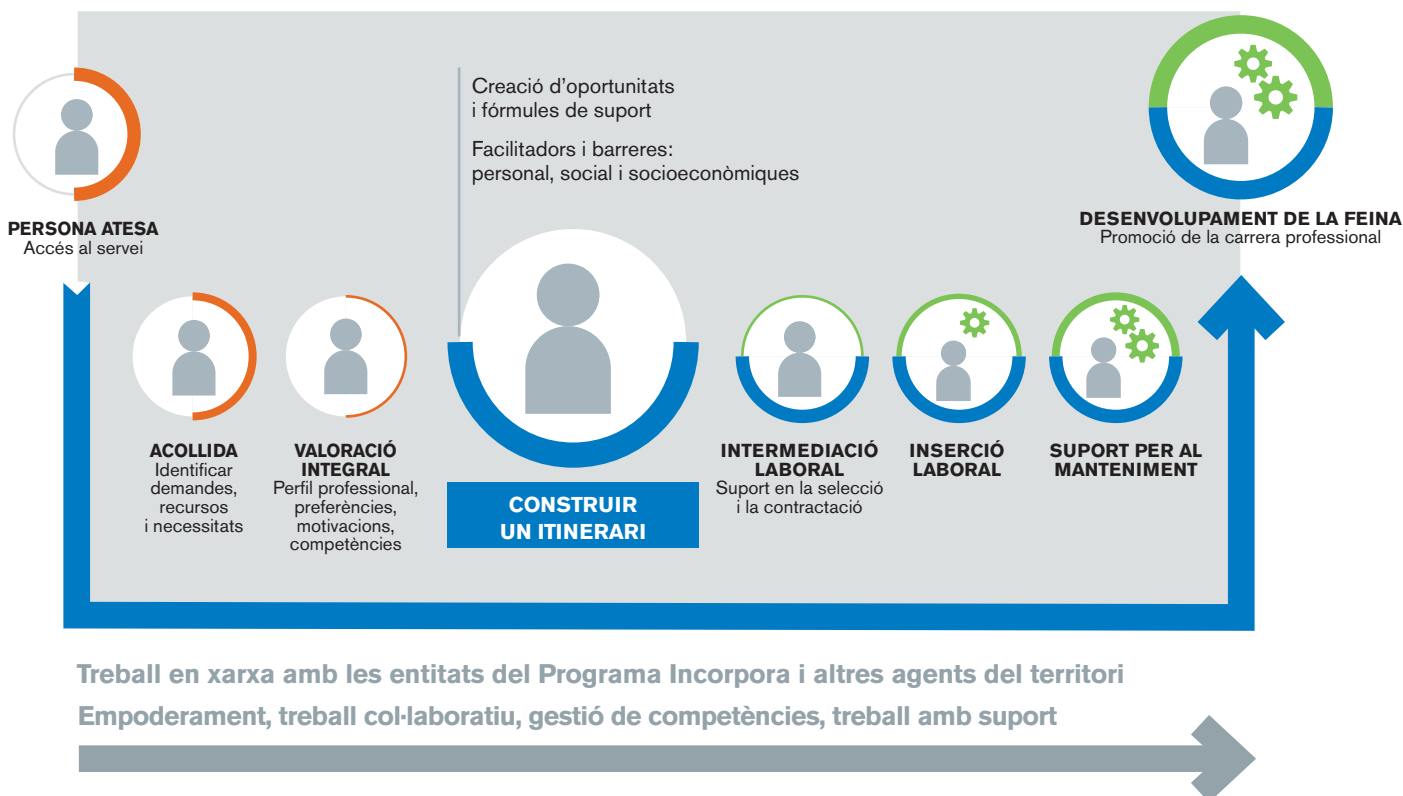 Creació d’oportunitats
i fórmules de suport
Facilitadors i barreres:
personal, social i socioeconòmiques
PERSONA ATESA
Accés al servei
DESENVOLUPAMENT DE LA FEINA
Promoció de la carrera professional
ACOLLIDA
Identificar
demandes,
recursos
i necessitats
VALORACIÓ
INTEGRAL
Perfil professional,
preferències,
motivacions,
competències
CONSTRUIR
UN ITINERARI
INTERMEDIACIÓ
LABORAL
Suport en la selecció
i la contractació
INSERCIÓ
LABORAL
SUPORT PER AL
MANTENIMENT
Treball en xarxa amb les entitats del Programa Incorpora i altres agents del territori
Empoderament, treball col·laboratiu, gestió de competències, treball amb suport